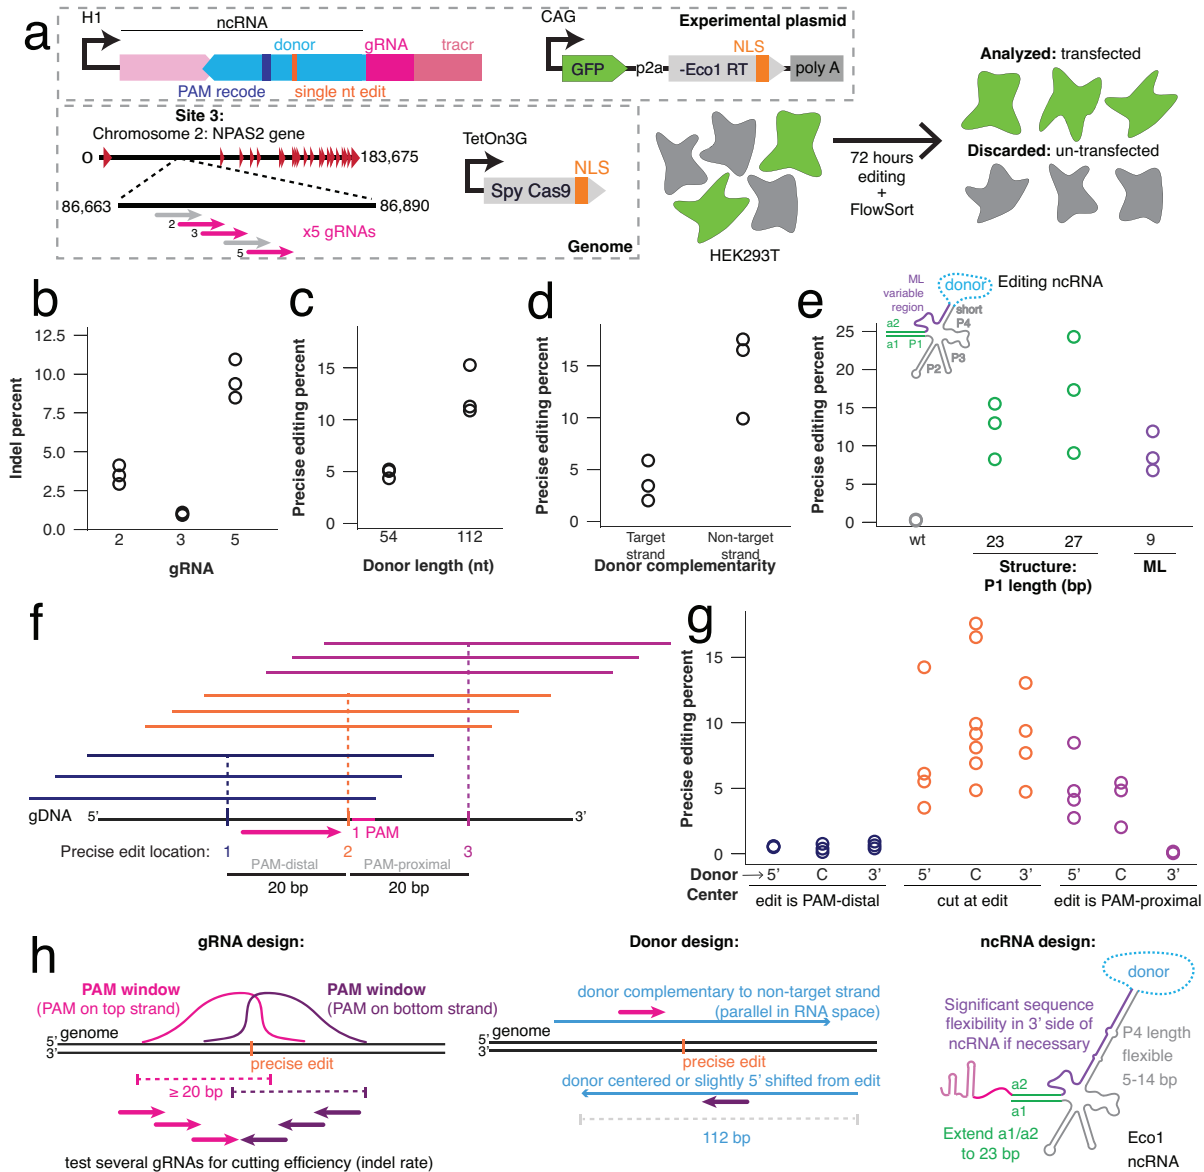 a
H1
ncRNA
donor
gRNA
tracr
PAM recode
single nt edit
CAG
Experimental plasmid
NLS
GFP
p2a
-Eco1 RT
poly A
Site 3:
Chromosome 2: NPAS2 gene
O
183,675
86,663
86,890
2
3
5
x5 gRNAs
TetOn3G
NLS
Spy Cas9
Genome
HEK293T
72 hours
editing
+
FlowSort
Analyzed: transfected
Discarded: un-transfected
b
Indel percent
12.5
10.0
7.5
5.0
2.5
0.0
2
3
5
gRNA
c
Precise editing percent
15
10
5
0
54
112
Donor length (nt)
d
Precise editing percent
15
10
5
0
Target
strand
Non-target
strand
Donor complementarity
e
ML
variable
region
donor
Editing ncRNA
short
P4
a2
a1
P1
P2
P3
Precise editing percent
25
20
15
10
5
0
wt
23
27
9
Structure:
P1 length (bp)
ML
f
gDNA
5'
3'
1 PAM
Precise edit location:
1
2
3
PAM-distal
PAM-proximal
20 bp
20 bp
g
Precise editing percent
15
10
5
0
Donor
Center
5'
C
3'
5'
C
3'
5'
C
3'
edit is PAM-distal
cut at edit
edit is PAM-proximal
h
gRNA design:
PAM window
(PAM on top strand)
PAM window
(PAM on bottom strand)
5'
3'
genome
precise edit
≥ 20 bp
test several gRNAs for cutting efficiency (indel rate)
Donor design:
donor complementary to non-target strand
(parallel in RNA space)
5'
3'
genome
precise edit
donor centered or slightly 5' shifted from edit
112 bp
ncRNA design:
donor
Significant sequence
flexibility in 3' side of
ncRNA if necessary
P4 length
flexible
5-14 bp
a2
a1
Extend a1/a2
to 23 bp
Eco1
ncRNA